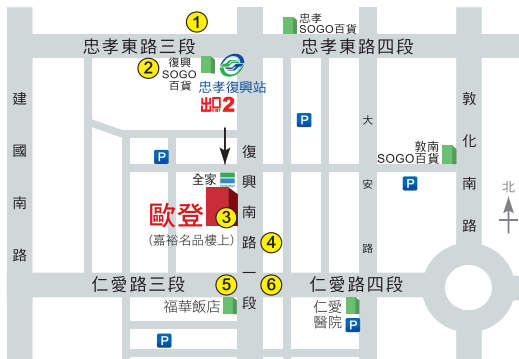 1
忠孝
SOGO百貨
忠孝東路三段
忠孝東路四段
2
復興
SOGO
百貨
忠孝復興站
出口2
建國南路
敦化南路
大安路
復興南路一段
P
敦南
SOGO百貨
P
P
全家
北
歐登
3
(嘉裕名品樓上)
4
仁愛路三段
5
6
仁愛路四段
福華飯店
仁愛
醫院
P
P